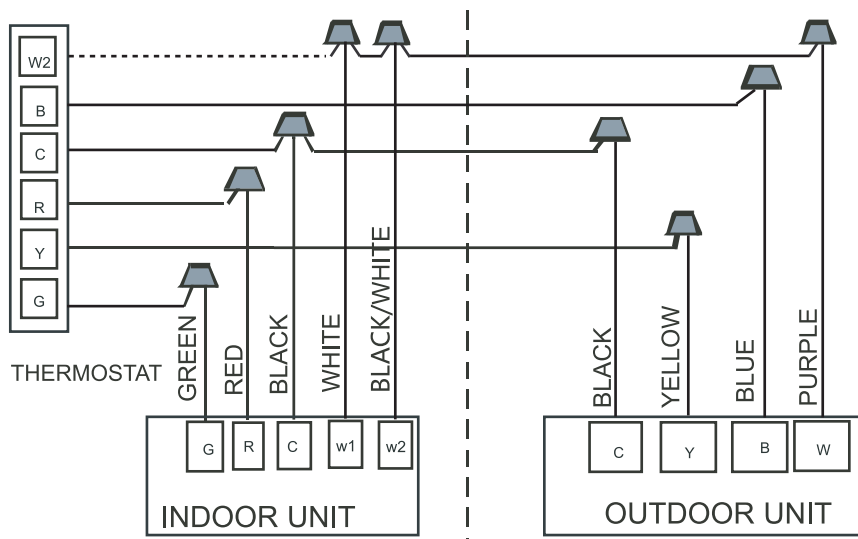 W2
B
C
R
Y
G
THERMOSTAT
GREEN
RED
BLACK
WHITE
BLACK/WHITE
BLACK
YELLOW
BLUE
PURPLE
G R C w1 w2
INDOOR UNIT
C Y B W
OUTDOOR UNIT